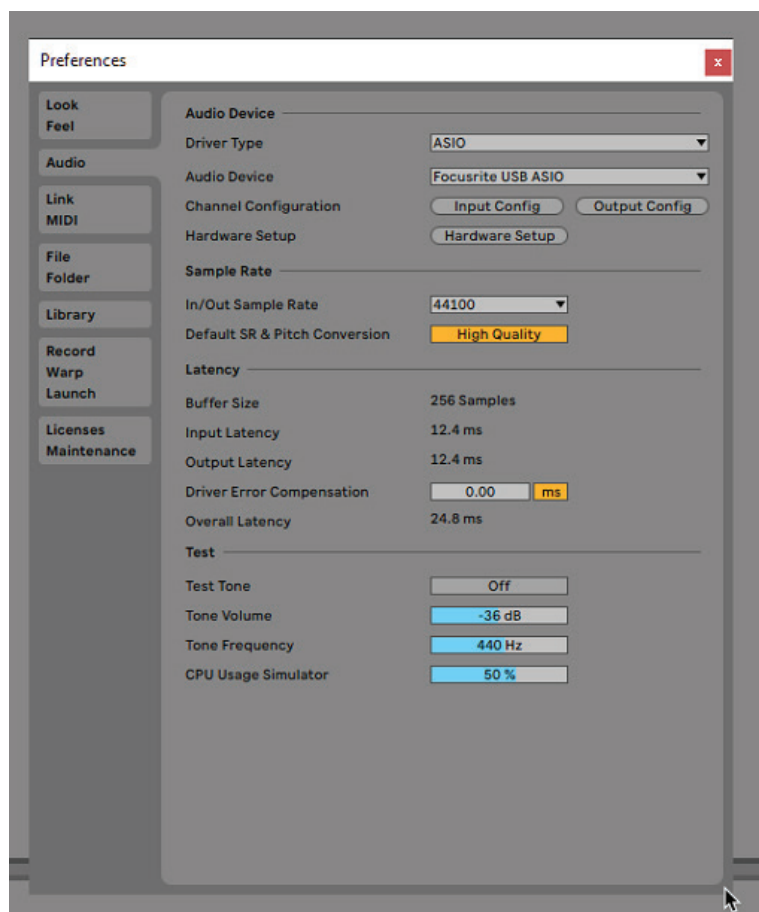 Preferences
x
Look
Feel
Audio
Link
MIDI
File
Folder
Library
Record
Warp
Launch
Licenses
Maintenance
Audio Device
Driver Type ASIO
Audio Device Focusrite USB ASIO
Channel Configuration Input Config Output Config
Hardware Setup Hardware Setup
Sample Rate
In/Out Sample Rate 44100
Default SR & Pitch Conversion High Quality
Latency
Buffer Size 256 Samples
Input Latency 12.4 ms
Output Latency 12.4 ms
Driver Error Compensation 0.00 ms
Overall Latency 24.8 ms
Test
Test Tone Off
Tone Volume -36 dB
Tone Frequency 440 Hz
CPU Usage Simulator 50 %